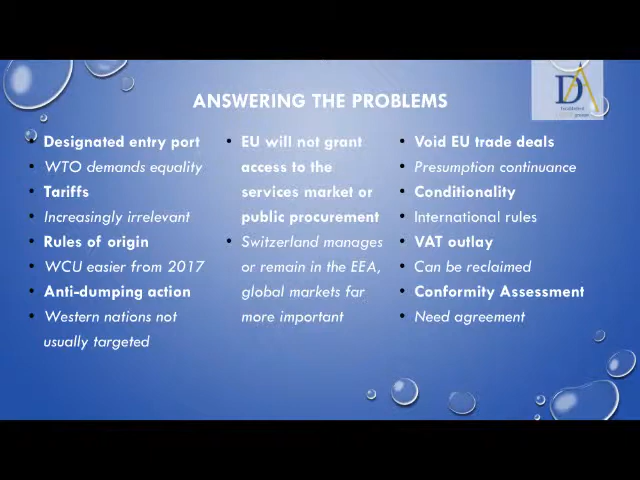 ANSWERING THE PROBLEMS
DA
• Designated entry port
• WTO demands equality
• Tariffs
• Increasingly irrelevant
• Rules of origin
• WCU easier from 2017
• Anti-dumping action
• Western nations not
usually targeted
• EU will not grant
access to the
services market or
public procurement
• Switzerland manages
or remain in the EEA,
global markets far
more important
• Void EU trade deals
• Presumption continuance
• Conditionality
• International rules
• VAT outlay
• Can be reclaimed
• Conformity Assessment
• Need agreement